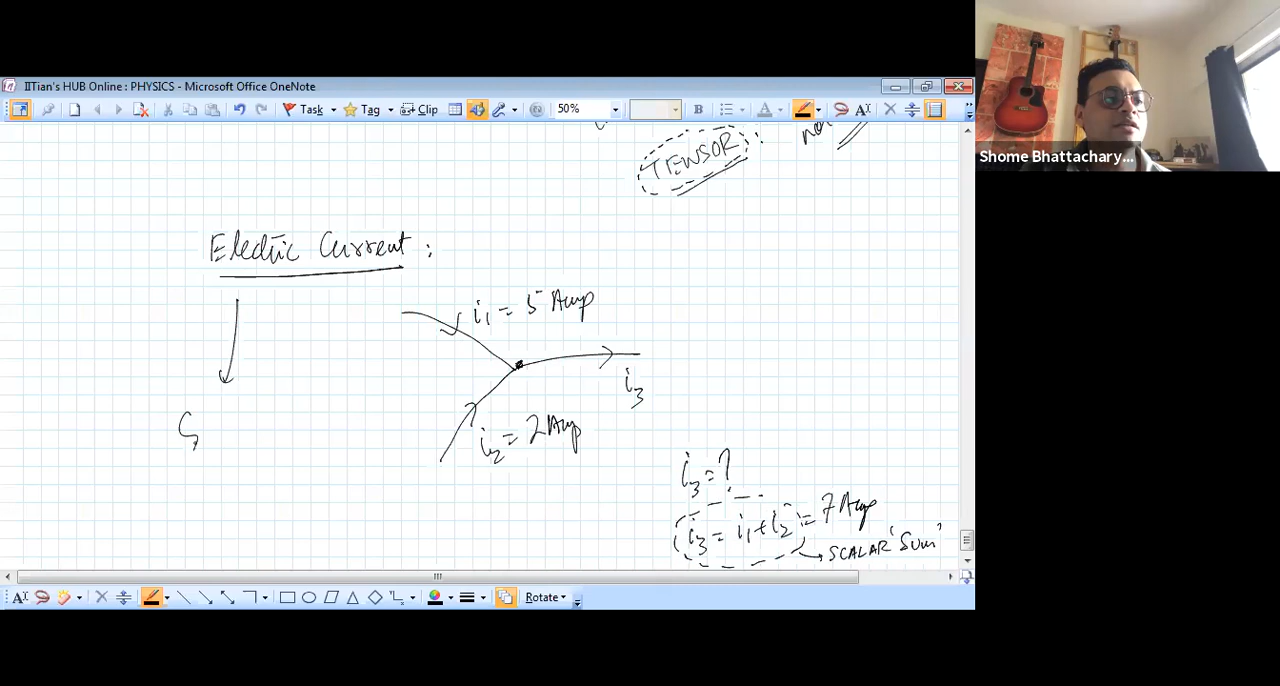 IITian's HUB Online : PHYSICS - Microsoft Office OneNote
Task Tag Clip 50% B A A
TENSOR :
Electric Current :
i₁ = 5 Amp
i₃
i₂ = 2 Amp
S
i₃ = ?
i₃ = i₁ + i₂ = 7 Amp
SCALAR 'Sum'
A Rotate
Shome Bhattachary...